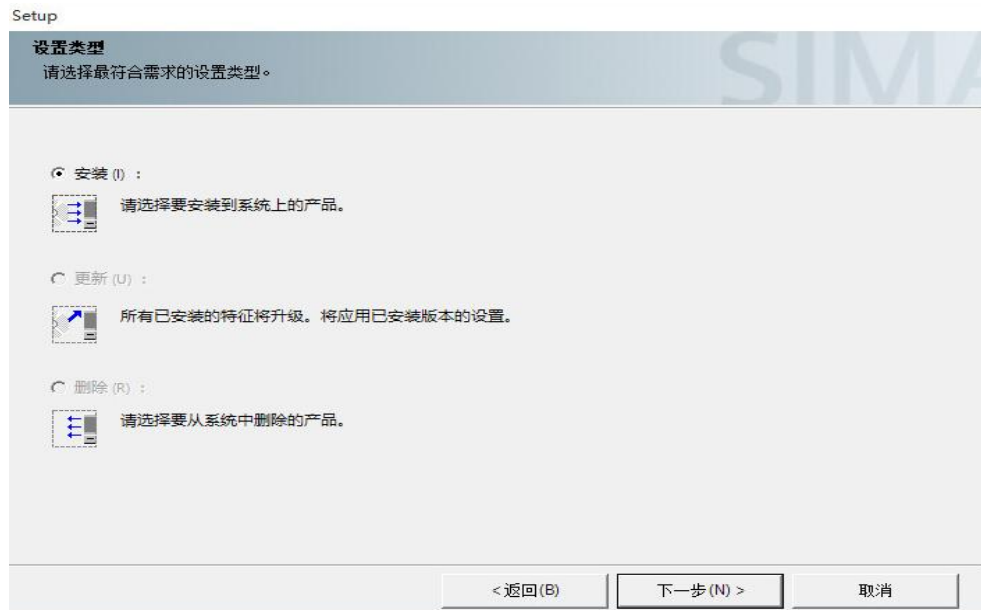 Setup
设置类型
请选择最符合需求的设置类型。
SIMA
安装(I) :
请选择要安装到系统上的产品。
更新(U) :
所有已安装的特征将升级。将应用已安装版本的设置。
删除(R) :
请选择要从系统中删除的产品。
<返回(B)
下一步(N) >
取消